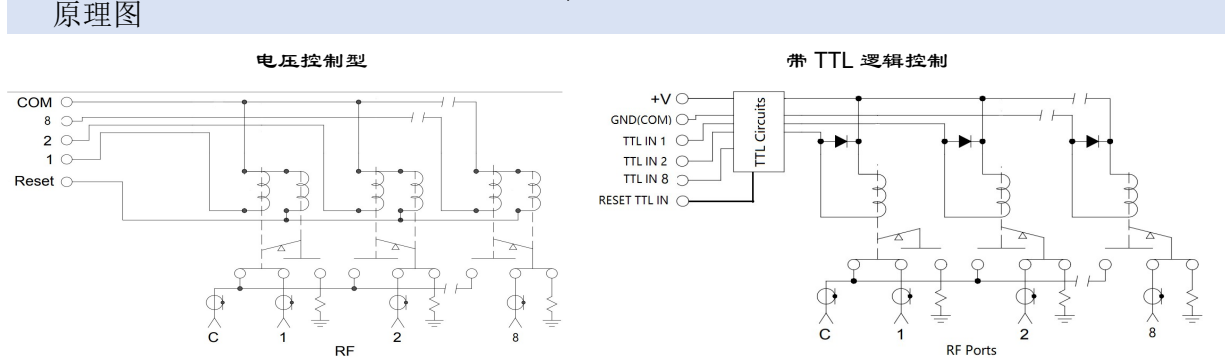 原理图
电压控制型
COM
8
2
1
Reset
C
1
2
8
RF
带 TTL 逻辑控制
+V
GND(COM)
TTL IN 1
TTL IN 2
TTL IN 8
RESET TTL IN
TTL Circuits
C
1
2
8
RF Ports